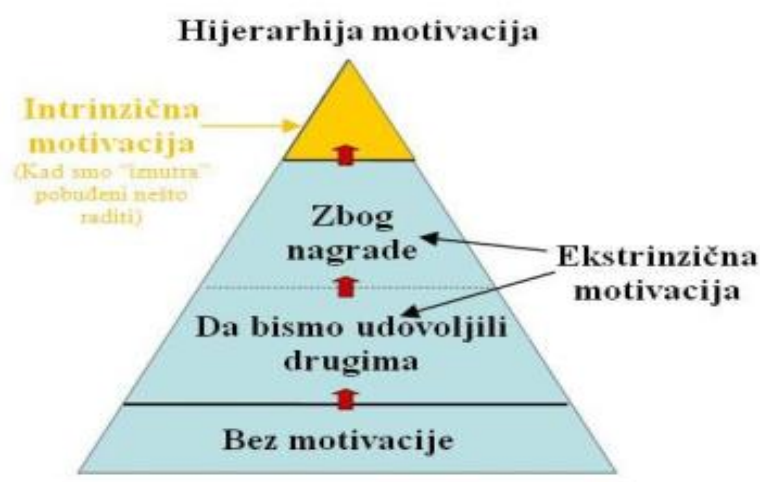 Hijerarhija motivacija
Intrinzična
motivacija
(Kad smo "iznutra"
pobuđeni nešto
raditi)
Zbog
nagrade
Ekstrinzična
motivacija
Da bismo udovoljili
drugima
Bez motivacije